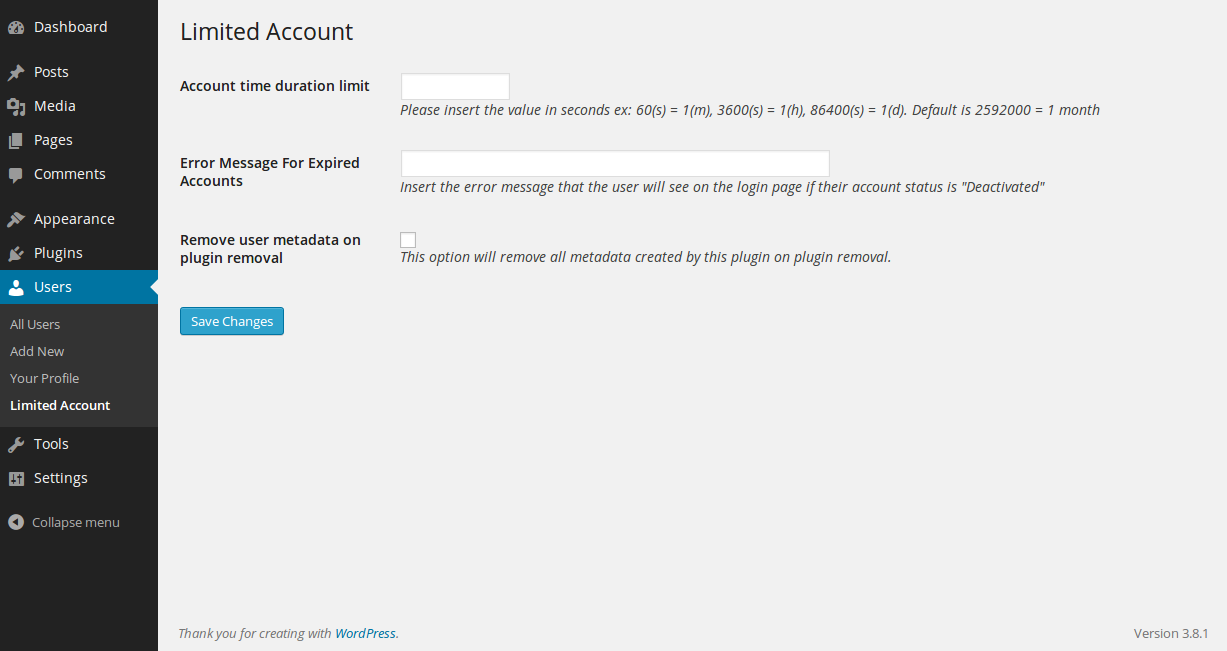 Dashboard
Posts
Media
Pages
Comments
Appearance
Plugins
Users
All Users
Add New
Your Profile
Limited Account
Tools
Settings
Collapse menu
Limited Account
Account time duration limit
Please insert the value in seconds ex: 60(s) = 1(m), 3600(s) = 1(h), 86400(s) = 1(d). Default is 2592000 = 1 month
Error Message For Expired
Accounts
Insert the error message that the user will see on the login page if their account status is "Deactivated"
Remove user metadata on
plugin removal
This option will remove all metadata created by this plugin on plugin removal.
Save Changes
Thank you for creating with WordPress.
Version 3.8.1